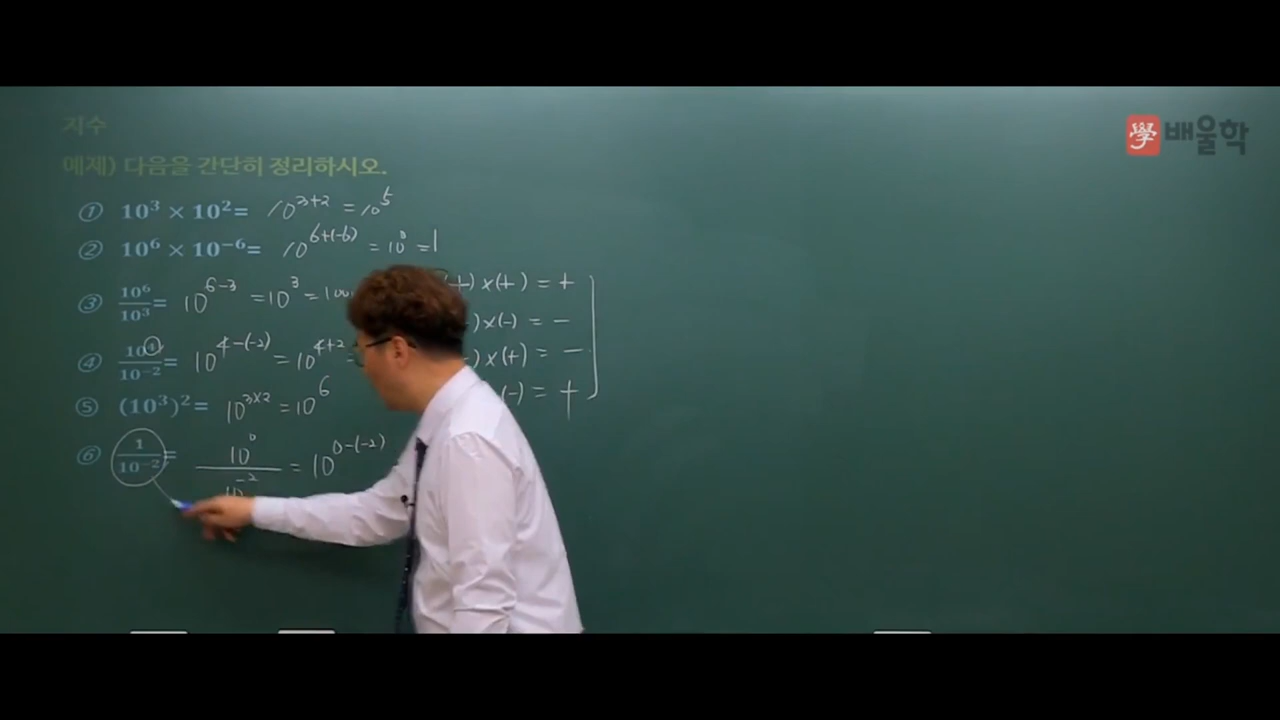 지수
學 배울학
예제) 다음을 간단히 정리하시오.
① 10³ × 10²= 10³⁺² = 10⁵
② 10⁶ × 10⁻⁶= 10⁶⁺⁽⁻⁶⁾ = 10⁰ = 1
③ 10⁶/10³= 10⁶⁻³ = 10³ = 100
+) x (+) = +
) x (-) = -
④ 10⁴/10⁻²= 10⁴⁻⁽⁻²⁾ = 10⁴⁺²
) x (+) = -
⑤ (10³)²= 10³ˣ² = 10⁶
(-) = +
⑥ 1/10⁻²= 10⁰/10⁻² = 10⁰⁻⁽⁻²⁾